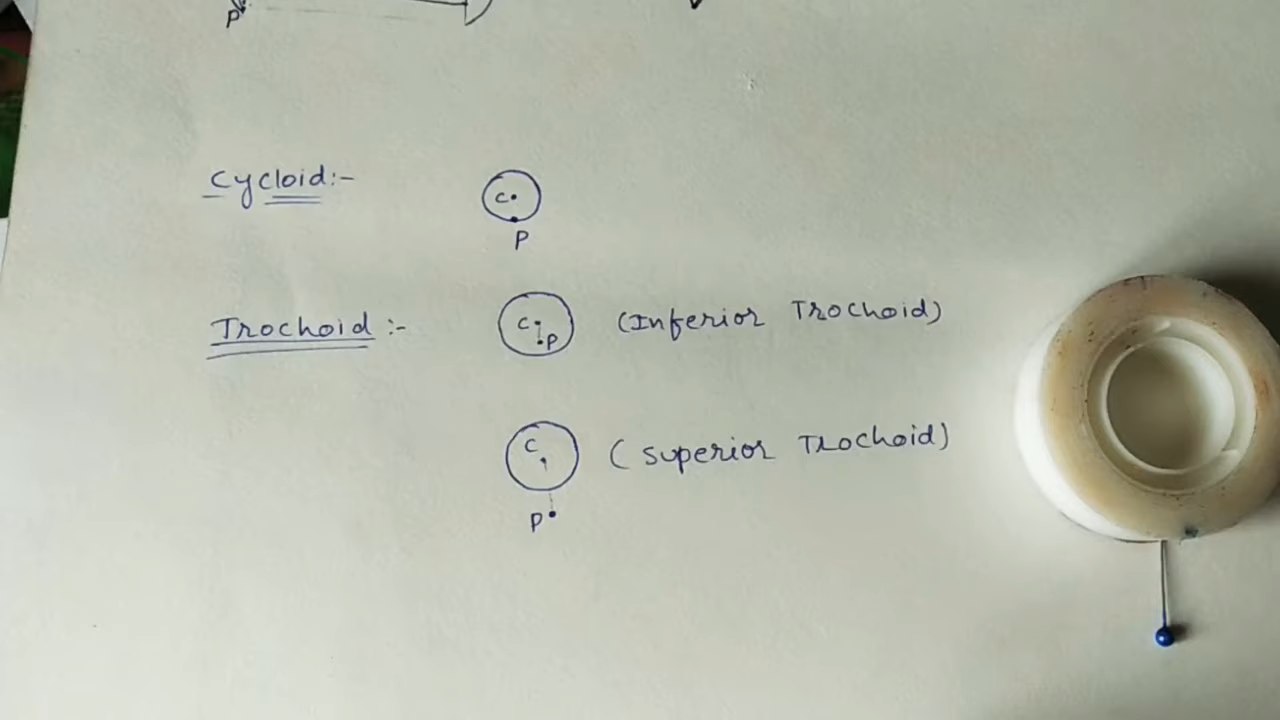 P
Cycloid:-
C
P
Trochoid:-
C P (Inferior Trochoid)
C (Superior Trochoid)
P